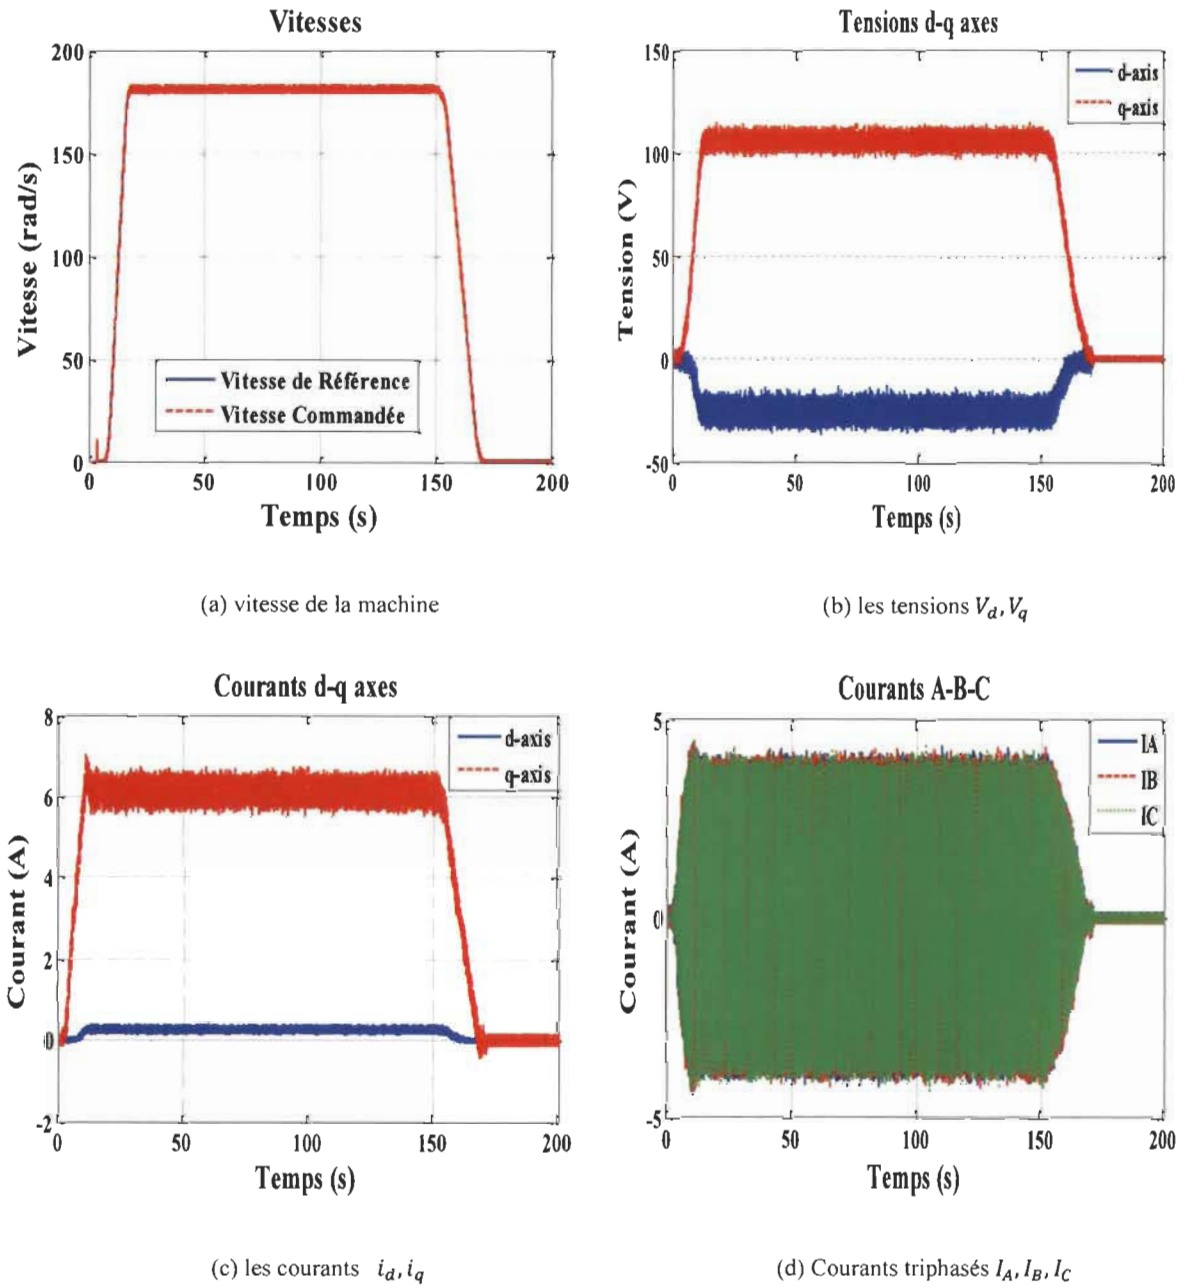 Vitesses
200
150
100
50
0
Vitesse (rad/s)
Vitesse de Référence
Vitesse Commandée
0 50 100 150 200
Temps (s)
(a) vitesse de la machine
Tensions d-q axes
150
100
50
0
-50
Tension (V)
d-axis
q-axis
0 50 100 150 200
Temps (s)
(b) les tensions V_d, V_q
Courants d-q axes
8
6
4
2
0
-2
Courant (A)
d-axis
q-axis
0 50 100 150 200
Temps (s)
(c) les courants i_d, i_q
Courants A-B-C
5
0
-5
Courant (A)
IA
IB
IC
0 50 100 150 200
Temps (s)
(d) Courants triphasés I_A, I_B, I_C